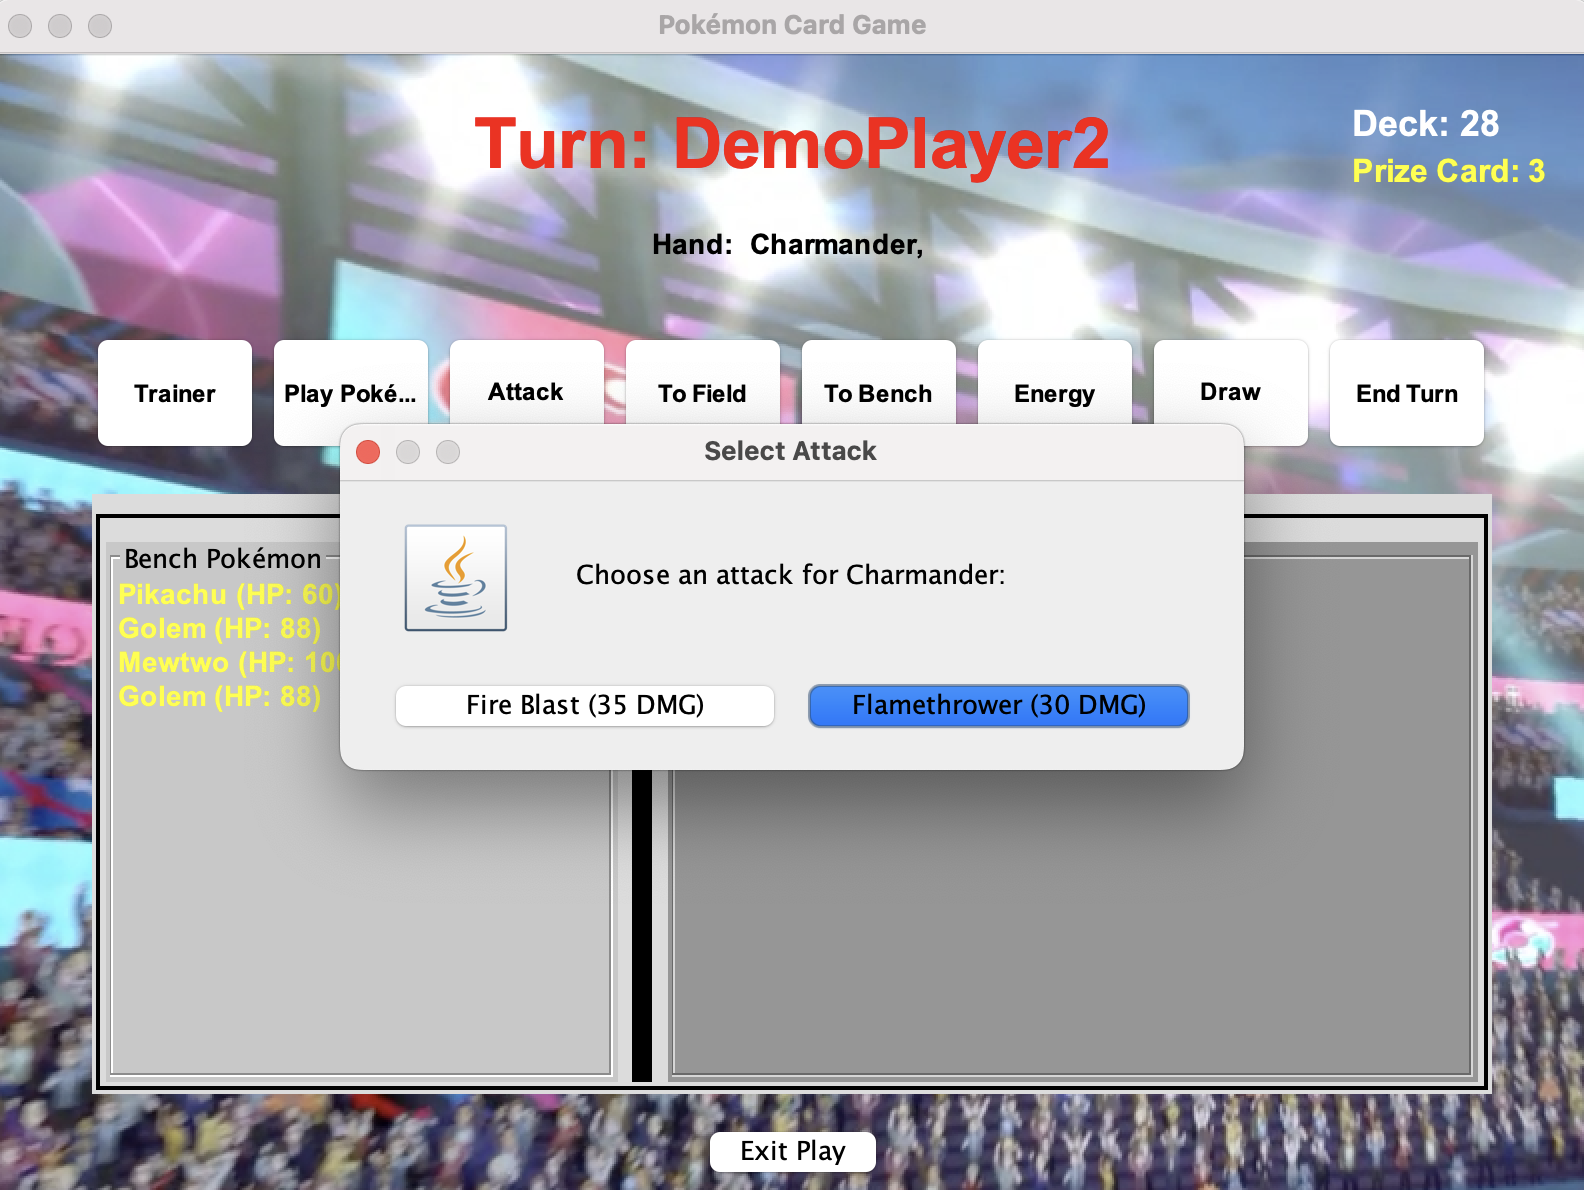 Pokémon Card Game
Turn: DemoPlayer2
Deck: 28
Prize Card: 3
Hand:  Charmander,
Trainer
Play Poké...
Attack
To Field
To Bench
Energy
Draw
End Turn
Select Attack
Choose an attack for Charmander:
Fire Blast (35 DMG)
Flamethrower (30 DMG)
Bench Pokémon
Pikachu (HP: 60)
Golem (HP: 88)
Mewtwo (HP: 10
Golem (HP: 88)
Exit Play